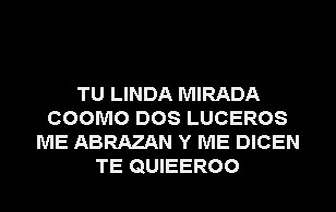 TU LINDA MIRADA
COOMO DOS LUCEROS
ME ABRAZAN Y ME DICEN
TE QUIEEROO